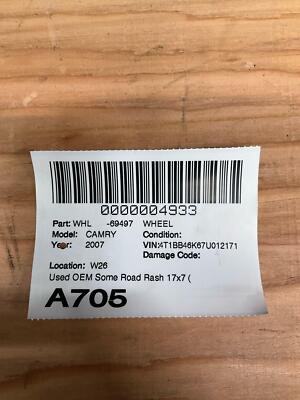 0000004933
Part: WHL -69497 WHEEL
Model: CAMRY Condition:
Year: 2007 VIN:4T1BB46K67U012171
Damage Code:
Location: W26
Used OEM Some Road Rash 17x7 (
A705